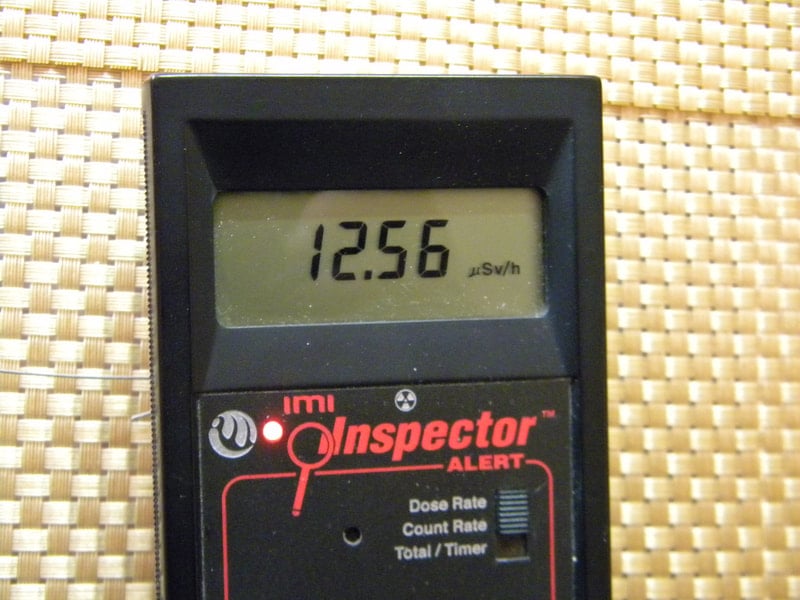 12.56 µSv/h
imi
Inspector™
ALERT
Dose Rate
Count Rate
Total / Timer